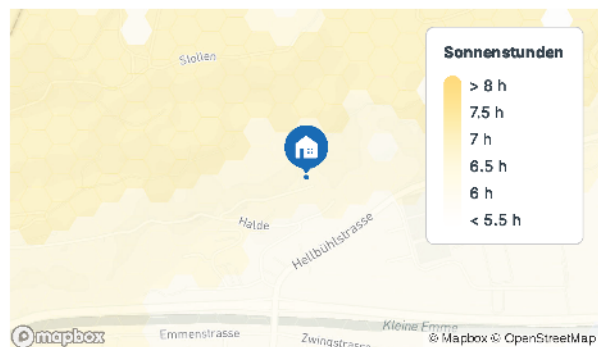 Stollen
Sonnenstunden
> 8 h
7.5 h
7 h
6.5 h
6 h
< 5.5 h
Halde
Hellbühlstrasse
Kleine Emme
Emmenstrasse
Zwingstrasse
mapbox
© Mapbox © OpenStreetMap